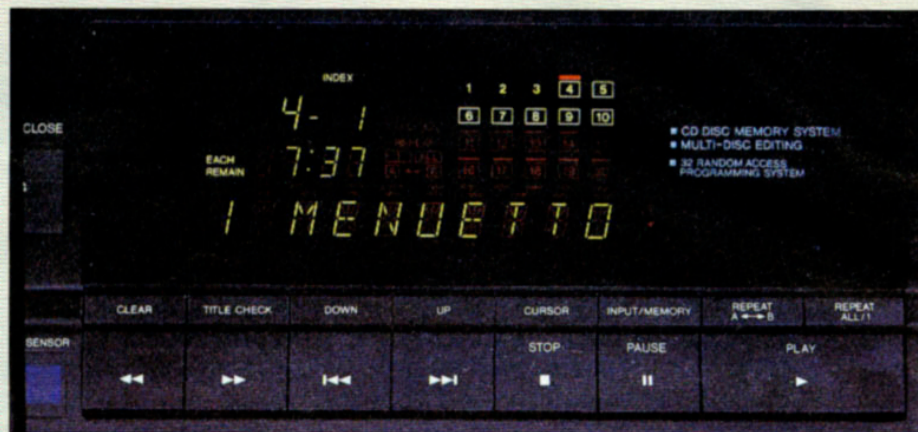 INDEX
1 2 3 4 5
4- 1
6 7 8 9 10
CLOSE
CD DISC MEMORY SYSTEM
MULTI-DISC EDITING
EACH
REMAIN
7:37
32 RANDOM ACCESS
PROGRAMMING SYSTEM
1 MENUETTO
CLEAR TITLE CHECK DOWN UP CURSOR INPUT/MEMORY REPEAT
A ↔ B REPEAT
ALL/1
SENSOR
STOP PAUSE PLAY